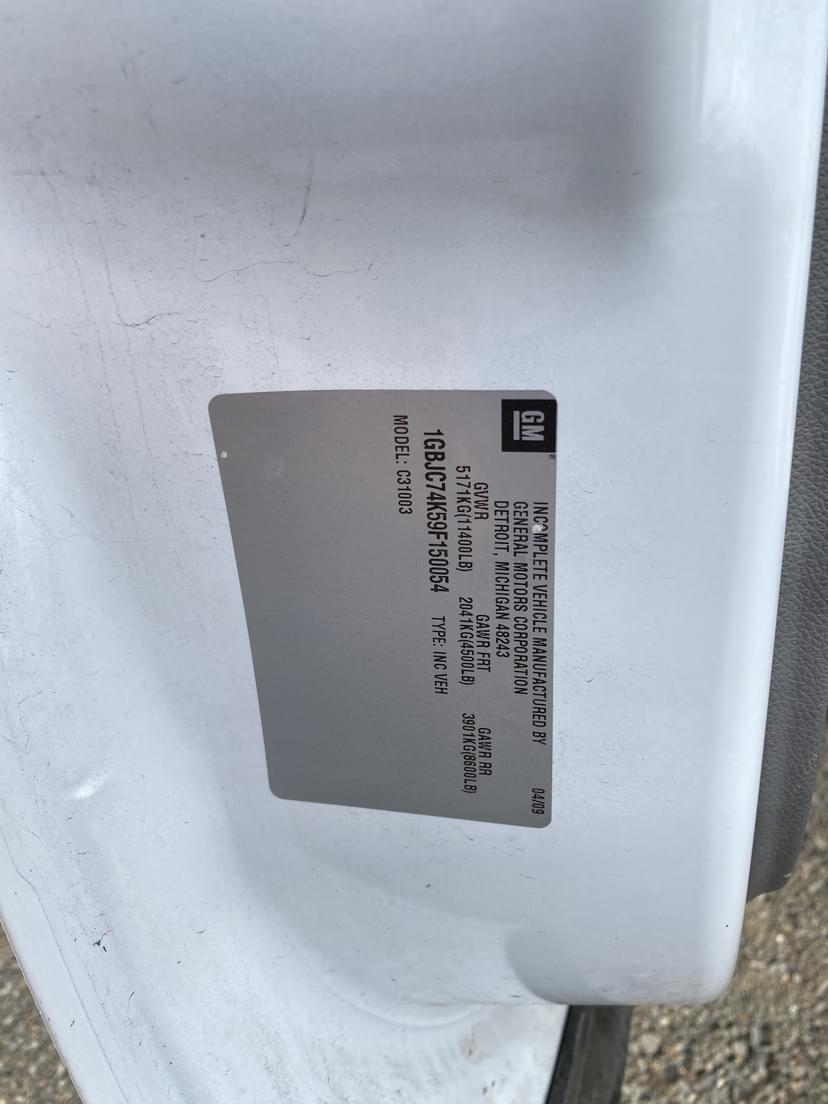 GM
INCOMPLETE VEHICLE MANUFACTURED BY 04/09
GENERAL MOTORS CORPORATION
DETROIT, MICHIGAN 48243
GVWR GAWR FRT GAWR RR
5171KG(11400LB) 2041KG(4500LB) 3901KG(8600LB)
1GBJC74K59F150054 TYPE: INC VEH
MODEL: C31003